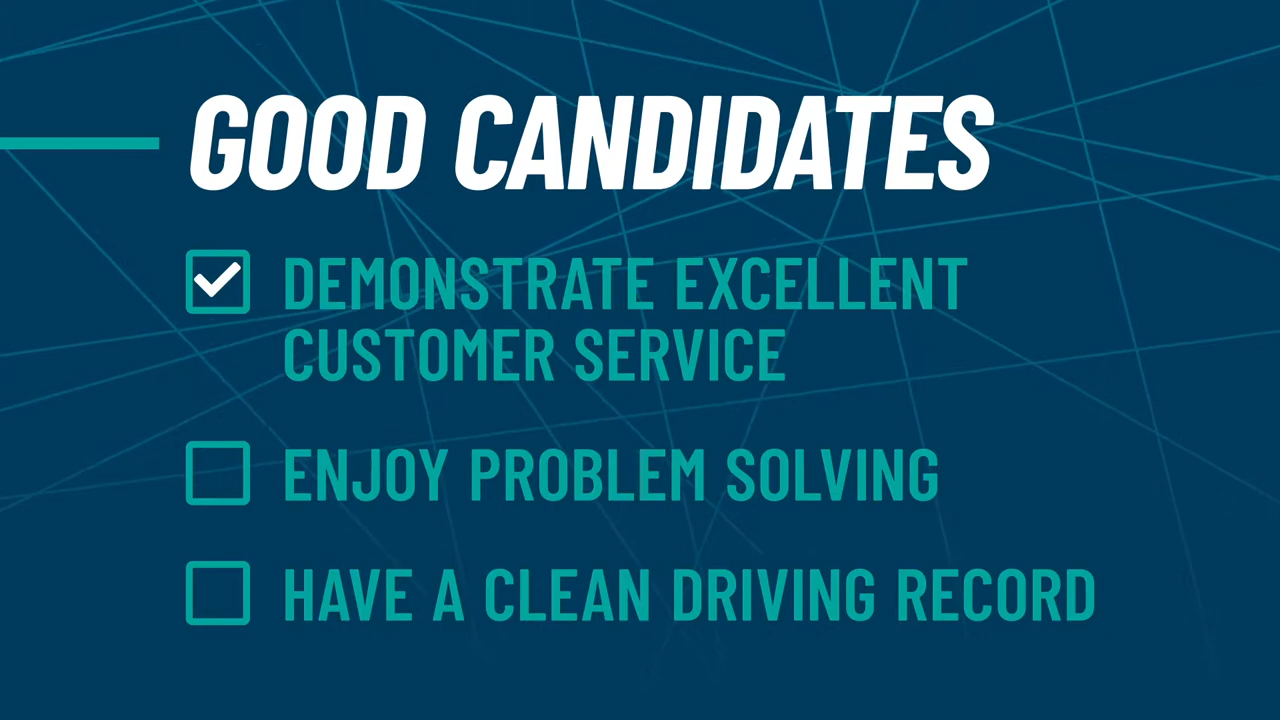 GOOD CANDIDATES
DEMONSTRATE EXCELLENT
CUSTOMER SERVICE
ENJOY PROBLEM SOLVING
HAVE A CLEAN DRIVING RECORD